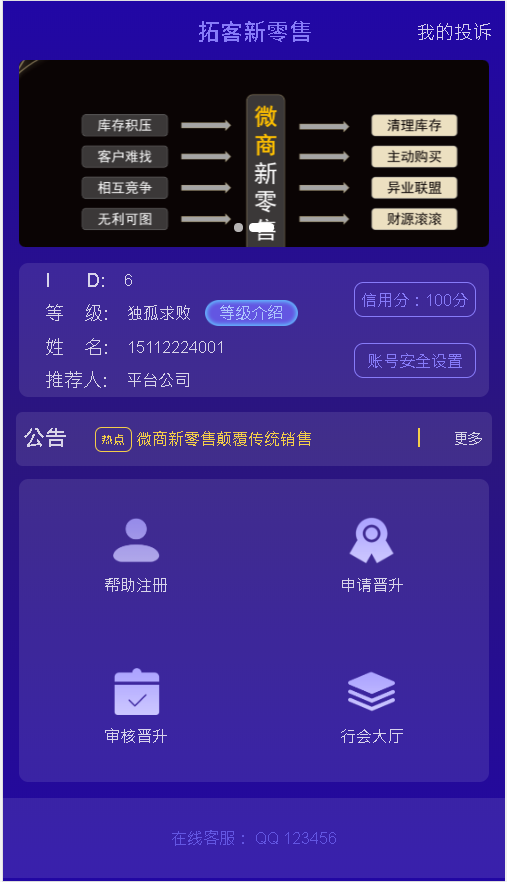 拓客新零售
我的投诉
库存积压
客户难找
相互竞争
无利可图
微商新零售
清理库存
主动购买
异业联盟
财源滚滚
I D: 6
等 级: 独孤求败 等级介绍
姓 名: 15112224001
推荐人: 平台公司
信用分：100分
账号安全设置
公告 热点 微商新零售颠覆传统销售 更多
帮助注册
申请晋升
审核晋升
行会大厅
在线客服： QQ 123456